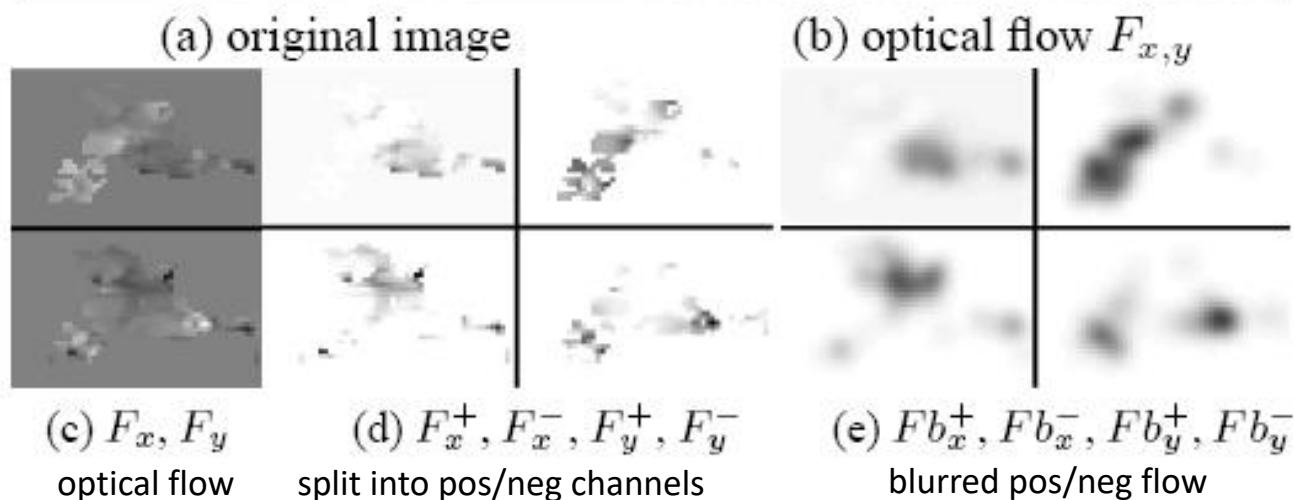 (a) original image (b) optical flow F_{x,y}
(c) F_x, F_y (d) F_x^+, F_x^-, F_y^+, F_y^- (e) Fb_x^+, Fb_x^-, Fb_y^+, Fb_y^-
optical flow split into pos/neg channels blurred pos/neg flow